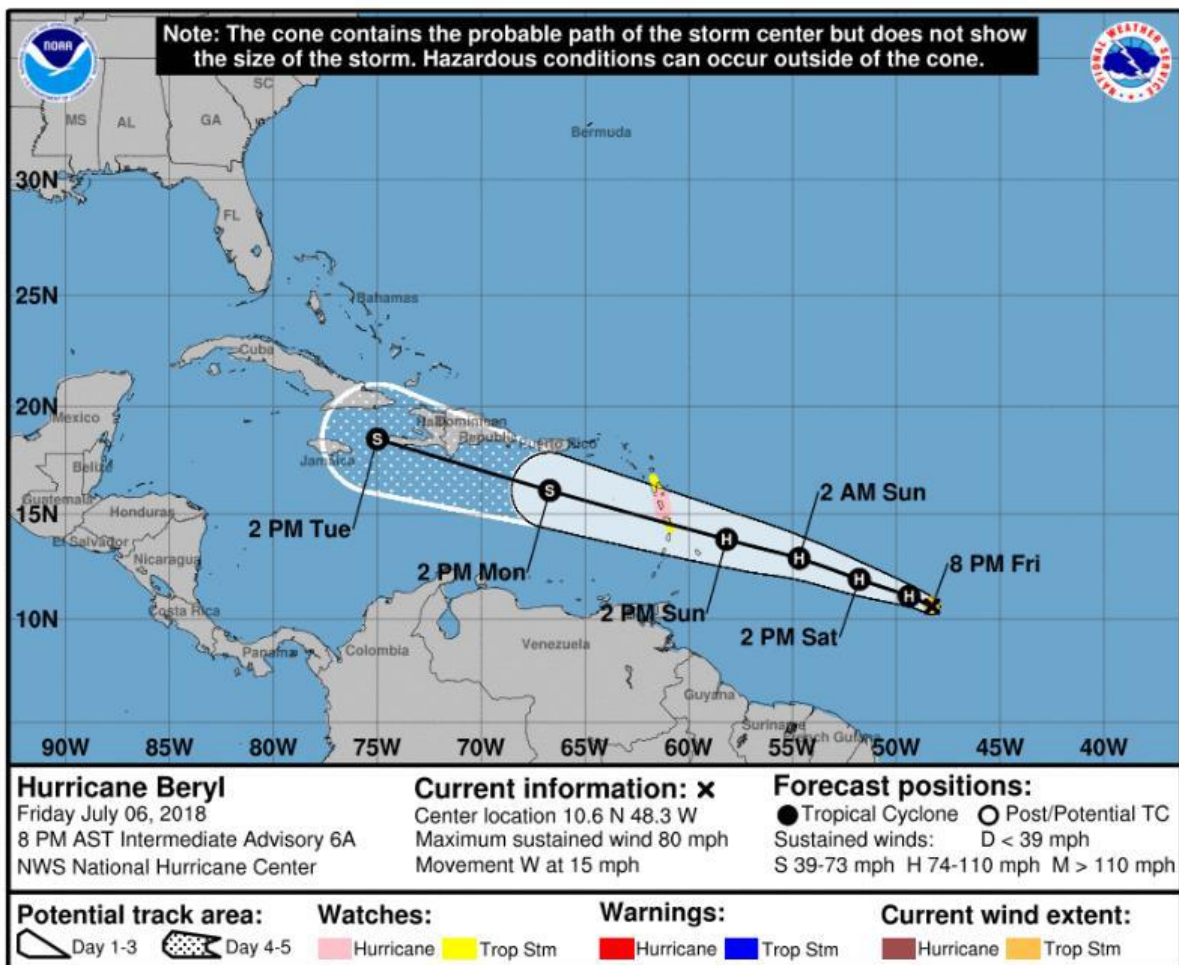 Note: The cone contains the probable path of the storm center but does not show
the size of the storm. Hazardous conditions can occur outside of the cone.
NOAA
NATIONAL WEATHER SERVICE
SC
MS
AL
GA
Bermuda
30N
FL
25N
Bahamas
Cuba
20N
Mexico
Dominican
Puerto Rico
Jamaica
Belize
2 AM Sun
Guatemala
15N
Honduras
2 PM Tue
El Salvador
8 PM Fri
Nicaragua
2 PM Mon
S
S
H
H
H
H
2 PM Sun
Costa Rica
10N
2 PM Sat
Panama
Colombia
Venezuela
Guyana
Suriname
French Guiana
90W 85W 80W 75W 70W 65W 60W 55W 50W 45W 40W
Hurricane Beryl
Friday July 06, 2018
8 PM AST Intermediate Advisory 6A
NWS National Hurricane Center
Current information: ×
Center location 10.6 N 48.3 W
Maximum sustained wind 80 mph
Movement W at 15 mph
Forecast positions:
Tropical Cyclone Post/Potential TC
Sustained winds: D < 39 mph
S 39-73 mph H 74-110 mph M > 110 mph
Potential track area:
Day 1-3 Day 4-5
Watches:
Hurricane Trop Stm
Warnings:
Hurricane Trop Stm
Current wind extent:
Hurricane Trop Stm